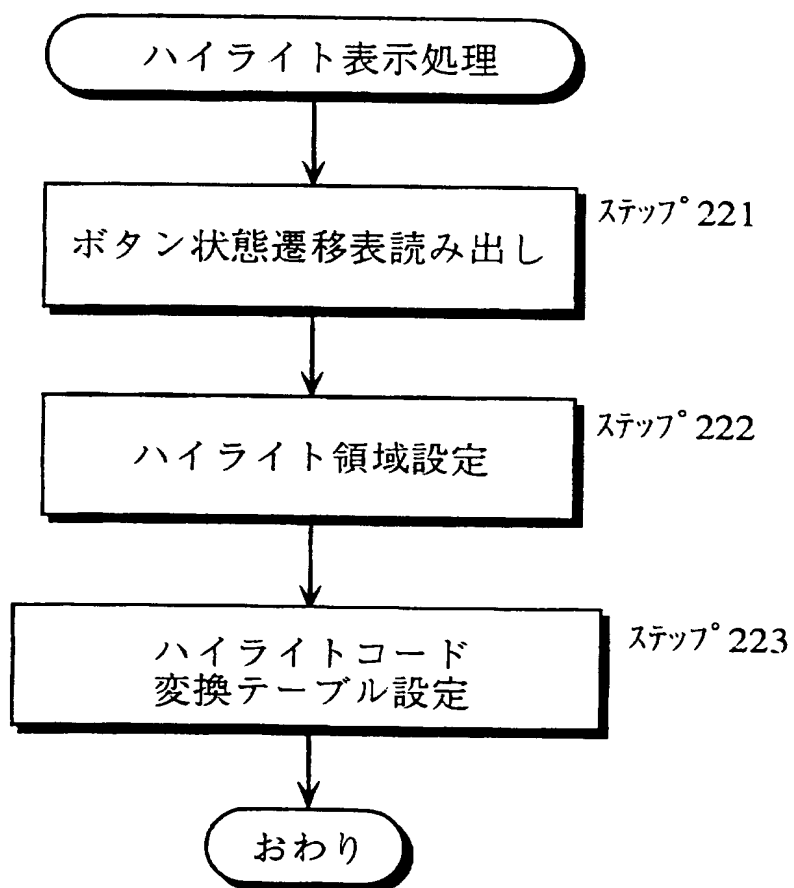 ハイライト表示処理
ボタン状態遷移表読み出し
ステップ221
ハイライト領域設定
ステップ222
ハイライトコード
変換テーブル設定
ステップ223
おわり